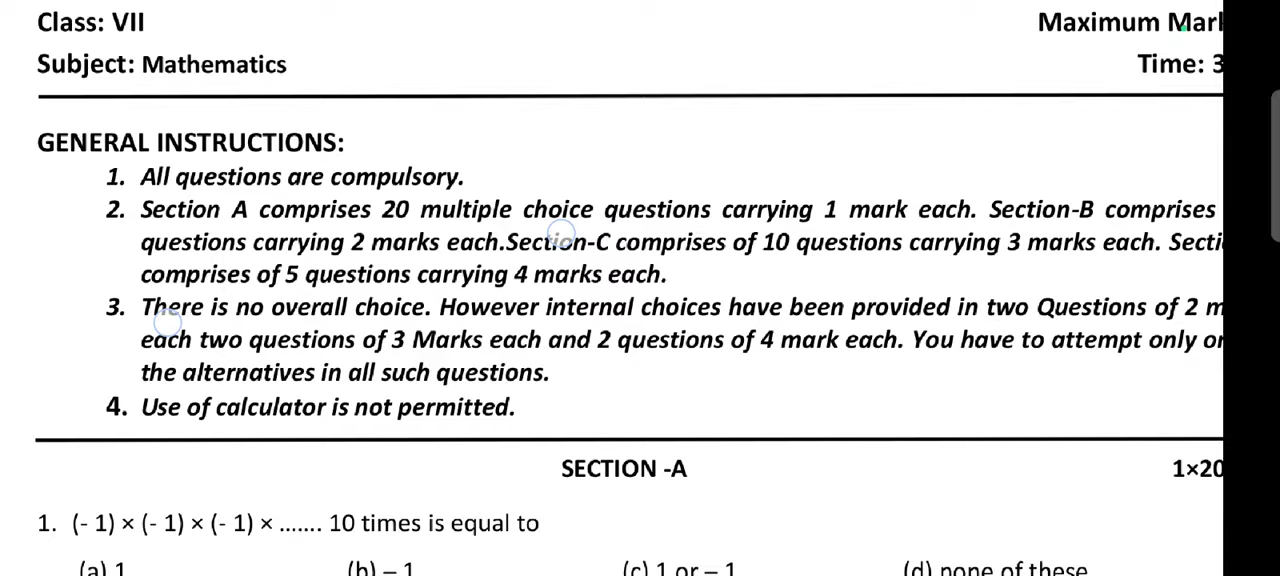 Class: VII
Maximum Mar
Subject: Mathematics
Time: 3
GENERAL INSTRUCTIONS:
1. All questions are compulsory.
2. Section A comprises 20 multiple choice questions carrying 1 mark each. Section-B comprises
questions carrying 2 marks each.Section-C comprises of 10 questions carrying 3 marks each. Secti
comprises of 5 questions carrying 4 marks each.
3. There is no overall choice. However internal choices have been provided in two Questions of 2 m
each two questions of 3 Marks each and 2 questions of 4 mark each. You have to attempt only or
the alternatives in all such questions.
4. Use of calculator is not permitted.
SECTION -A
1×20
1. (- 1) × (- 1) × (- 1) × ....... 10 times is equal to
(a) 1 (b) – 1 (c) 1 or – 1 (d) none of these